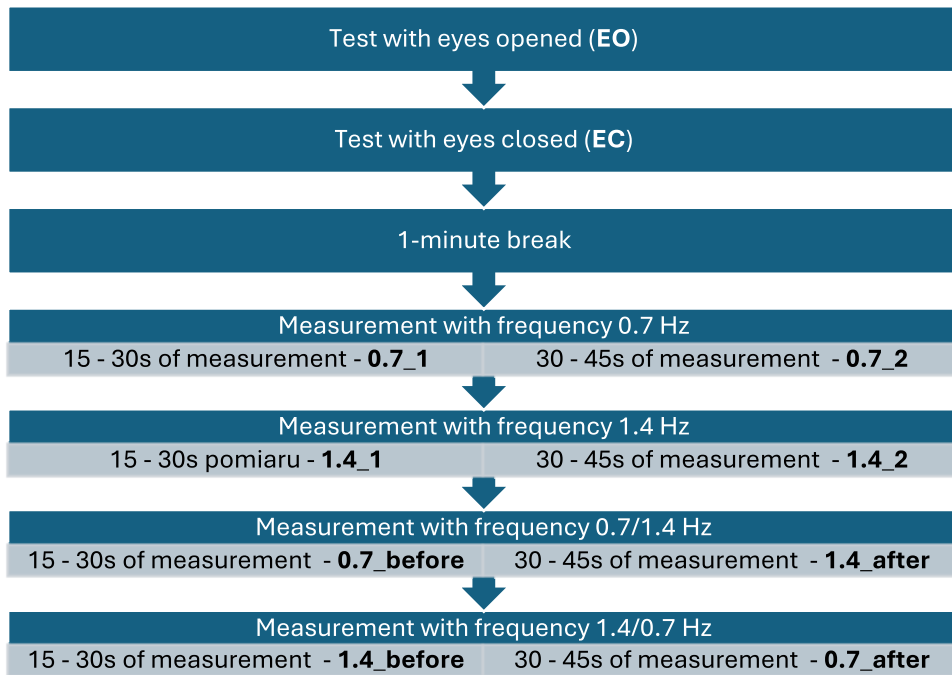 Test with eyes opened (EO)
Test with eyes closed (EC)
1-minute break
Measurement with frequency 0.7 Hz
15 - 30s of measurement - 0.7_1
30 - 45s of measurement - 0.7_2
Measurement with frequency 1.4 Hz
15 - 30s pomiaru - 1.4_1
30 - 45s of measurement - 1.4_2
Measurement with frequency 0.7/1.4 Hz
15 - 30s of measurement - 0.7_before
30 - 45s of measurement - 1.4_after
Measurement with frequency 1.4/0.7 Hz
15 - 30s of measurement - 1.4_before
30 - 45s of measurement - 0.7_after